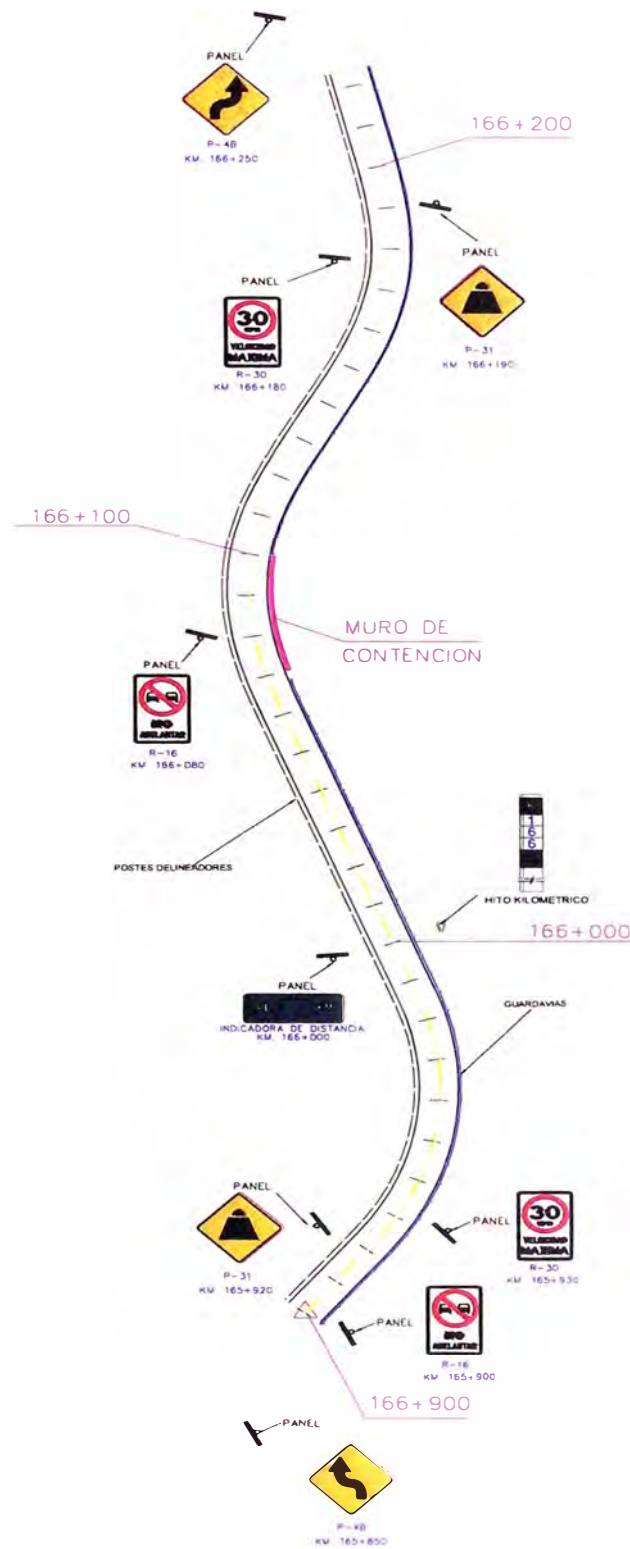 PANEL
P-4B
KM. 166+250
166+200
PANEL
P-31
KM 166+190
PANEL
30
KPH
VELOCIDAD
MAXIMA
R-30
KM 166+180
166+100
MURO DE
CONTENCION
PANEL
NO
ADELANTAR
R-16
KM 166+080
POSTES DELINEADORES
1
6
6
HITO KILOMETRICO
166+000
PANEL
INDICADORA DE DISTANCIA
KM. 166+000
GUARDAVIAS
PANEL
P-31
KM 165+920
PANEL
30
KPH
VELOCIDAD
MAXIMA
R-30
KM 165+930
PANEL
NO
ADELANTAR
R-16
KM 165+900
166+900
PANEL
P-4B
KM 165+850